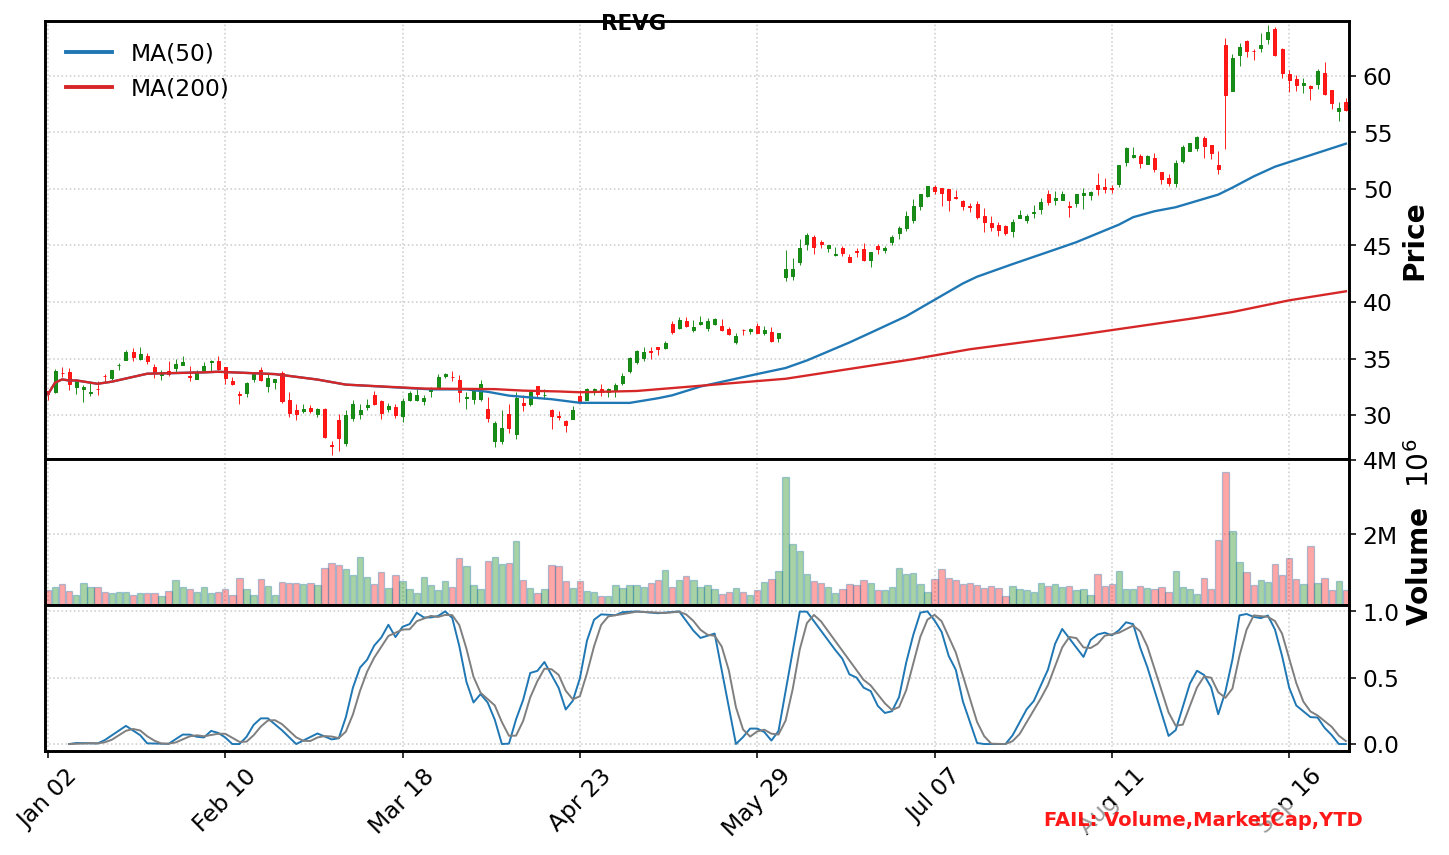 REVG
MA(50)
MA(200)
60
55
50
45
40
35
30
Price
4M
2M
Volume 10^6
1.0
0.5
0.0
Jan 02
Feb 10
Mar 18
Apr 23
May 29
Jul 07
Aug 11
Sep 16
FAIL: Volume,MarketCap,YTD